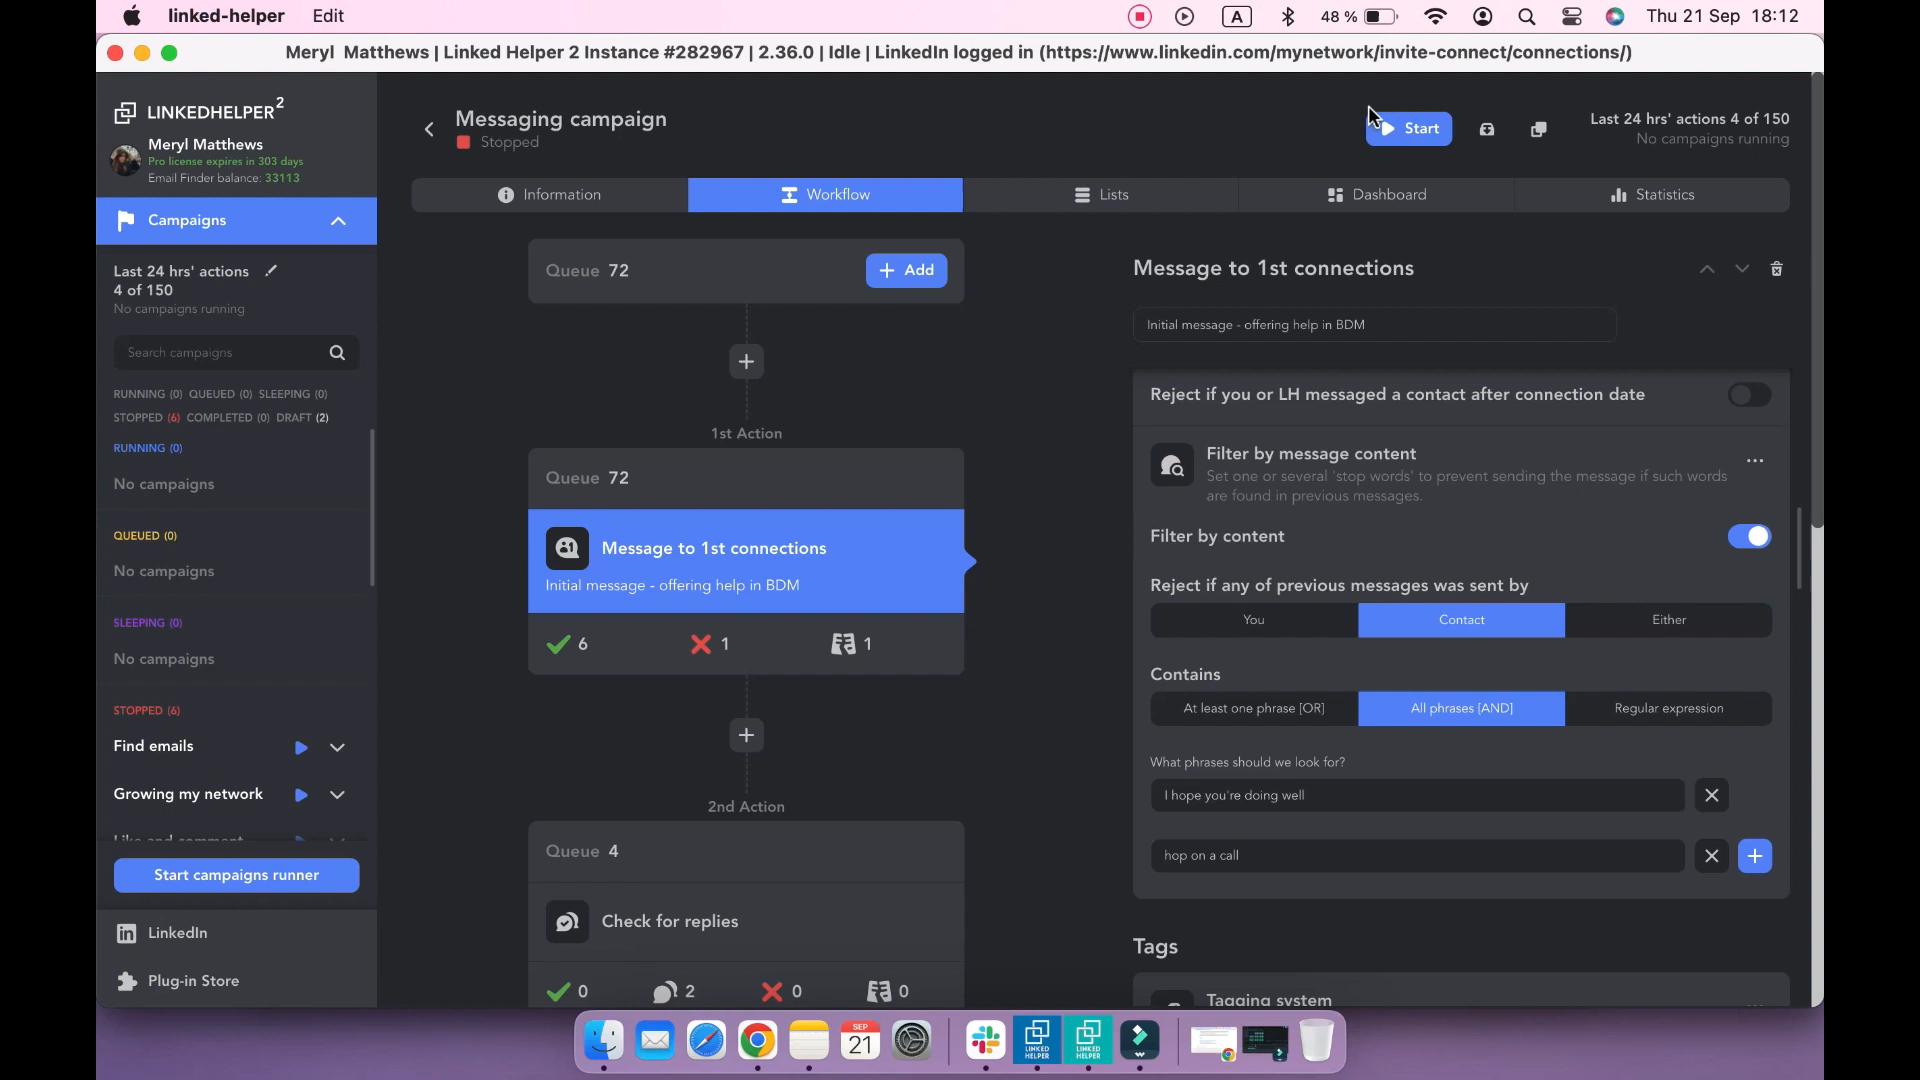 linked-helper Edit
A 48 % Thu 21 Sep 18:12
Meryl Matthews | Linked Helper 2 Instance #282967 | 2.36.0 | Idle | LinkedIn logged in (https://www.linkedin.com/mynetwork/invite-connect/connections/)
LINKEDHELPER2
Meryl Matthews
Pro license expires in 303 days
Email Finder balance: 33113
Campaigns
Last 24 hrs' actions
4 of 150
No campaigns running
Search campaigns
RUNNING (0) QUEUED (0) SLEEPING (0)
STOPPED (6) COMPLETED (0) DRAFT (2)
RUNNING (0)
No campaigns
QUEUED (0)
No campaigns
SLEEPING (0)
No campaigns
STOPPED (6)
Find emails
Growing my network
Like and comment
Start campaigns runner
LinkedIn
Plug-in Store
Messaging campaign
Stopped
Start
Last 24 hrs' actions 4 of 150
No campaigns running
Information
Workflow
Lists
Dashboard
Statistics
Queue 72
Add
1st Action
Queue 72
Message to 1st connections
Initial message - offering help in BDM
6 1 1
2nd Action
Queue 4
Check for replies
0 2 0 0
Message to 1st connections
Initial message - offering help in BDM
Reject if you or LH messaged a contact after connection date
Filter by message content
Set one or several 'stop words' to prevent sending the message if such words
are found in previous messages.
Filter by content
Reject if any of previous messages was sent by
You Contact Either
Contains
At least one phrase [OR] All phrases [AND] Regular expression
What phrases should we look for?
I hope you're doing well
hop on a call
Tags
Tagging system
SEP
21
LINKED
HELPER
LINKED
HELPER